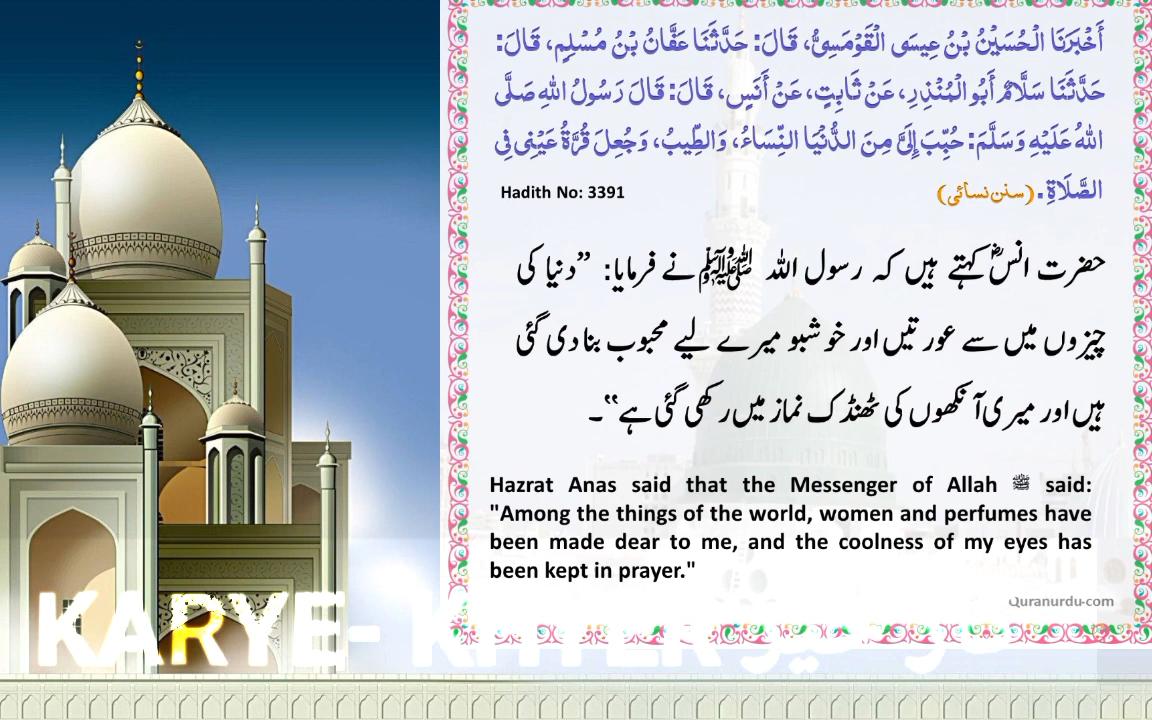 أَخْبَرَنَا الْحُسَيْنُ بْنُ عِيسَى الْقَوْمَسِيُّ، قَالَ: حَدَّثَنَا عَفَّانُ بْنُ مُسْلِمٍ، قَالَ:
حَدَّثَنَا سَلَّامٌ أَبُو الْمُنْذِرِ، عَنْ ثَابِتٍ، عَنْ أَنَسٍ، قَالَ: قَالَ رَسُولُ اللهِ صَلَّى
اللهُ عَلَيْهِ وَسَلَّمَ: حُبِّبَ إِلَيَّ مِنَ الدُّنْيَا النِّسَاءُ، وَالطِّيبُ، وَجُعِلَ قُرَّةُ عَيْنِي فِي
الصَّلَاةِ. (سنن نسائی) Hadith No: 3391
حضرت انسؓ کہتے ہیں کہ رسول اللہ ﷺ نے فرمایا: ”دنیا کی
چیزوں میں سے عورتیں اور خوشبو میرے لیے محبوب بنا دی گئی
ہیں اور میری آنکھوں کی ٹھنڈک نماز میں رکھی گئی ہے“۔
Hazrat Anas said that the Messenger of Allah ﷺ said:
"Among the things of the world, women and perfumes have
been made dear to me, and the coolness of my eyes has
been kept in prayer."
Quranurdu-com
KARYE- KHYER